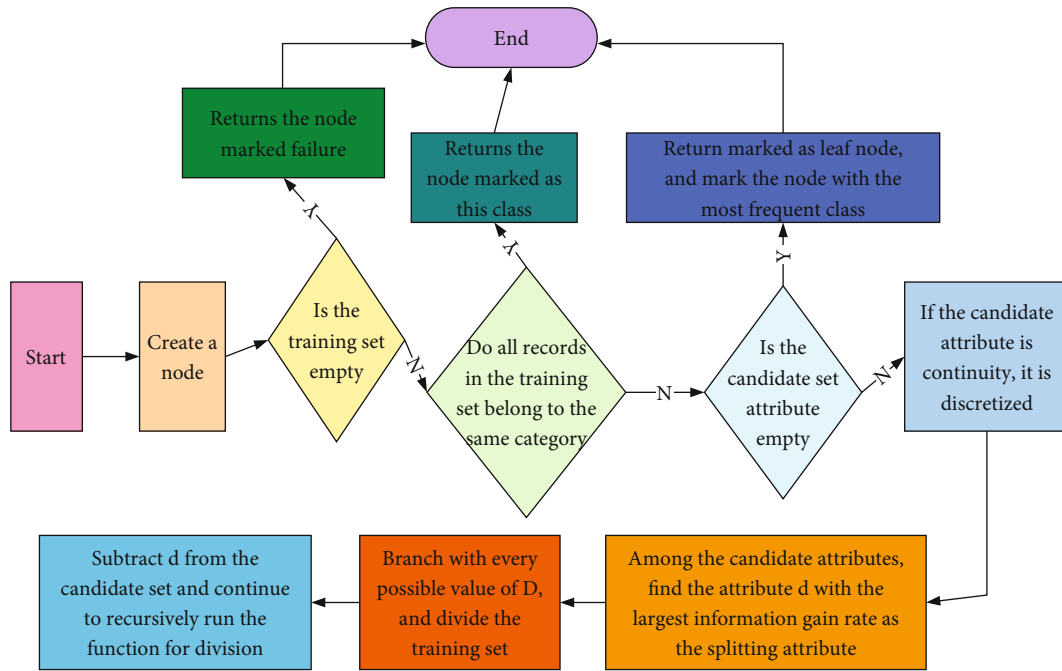 End
Returns the node
marked failure
Returns the
node marked as
this class
Return marked as leaf node,
and mark the node with the
most frequent class
Y
Y
Y
Start
Create a
node
Is the
training set
empty
N
Do all records
in the training
set belong to the
same category
N
Is the
candidate set
attribute
empty
N
If the candidate
attribute is
continuity, it is
discretized
Subtract d from the
candidate set and continue
to recursively run the
function for division
Branch with every
possible value of D,
and divide the
training set
Among the candidate attributes,
find the attribute d with the
largest information gain rate as
the splitting attribute